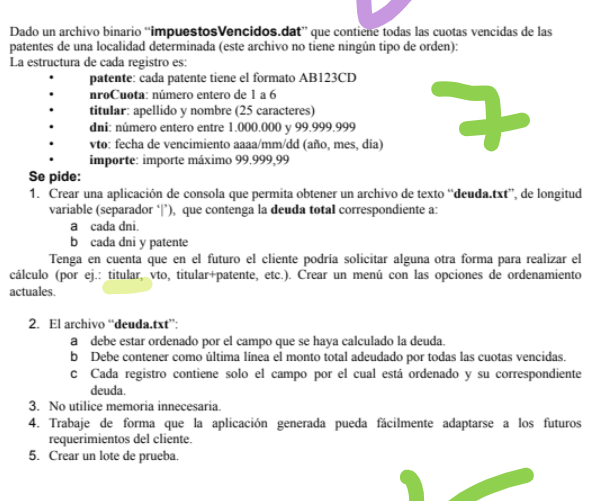 Dado un archivo binario “impuestosVencidos.dat” que contiene todas las cuotas vencidas de las
patentes de una localidad determinada (este archivo no tiene ningún tipo de orden):
La estructura de cada registro es:
• patente: cada patente tiene el formato AB123CD
• nroCuota: número entero de 1 a 6
• titular: apellido y nombre (25 caracteres)
• dni: número entero entre 1.000.000 y 99.999.999
• vto: fecha de vencimiento aaaa/mm/dd (año, mes, día)
• importe: importe máximo 99.999,99
7
Se pide:
1. Crear una aplicación de consola que permita obtener un archivo de texto “deuda.txt”, de longitud
variable (separador ‘|’), que contenga la deuda total correspondiente a:
a cada dni.
b cada dni y patente
Tenga en cuenta que en el futuro el cliente podría solicitar alguna otra forma para realizar el
cálculo (por ej.: titular, vto, titular+patente, etc.). Crear un menú con las opciones de ordenamiento
actuales.
2. El archivo “deuda.txt”:
a debe estar ordenado por el campo que se haya calculado la deuda.
b Debe contener como última línea el monto total adeudado por todas las cuotas vencidas.
c Cada registro contiene solo el campo por el cual está ordenado y su correspondiente
deuda.
3. No utilice memoria innecesaria.
4. Trabaje de forma que la aplicación generada pueda fácilmente adaptarse a los futuros
requerimientos del cliente.
5. Crear un lote de prueba.